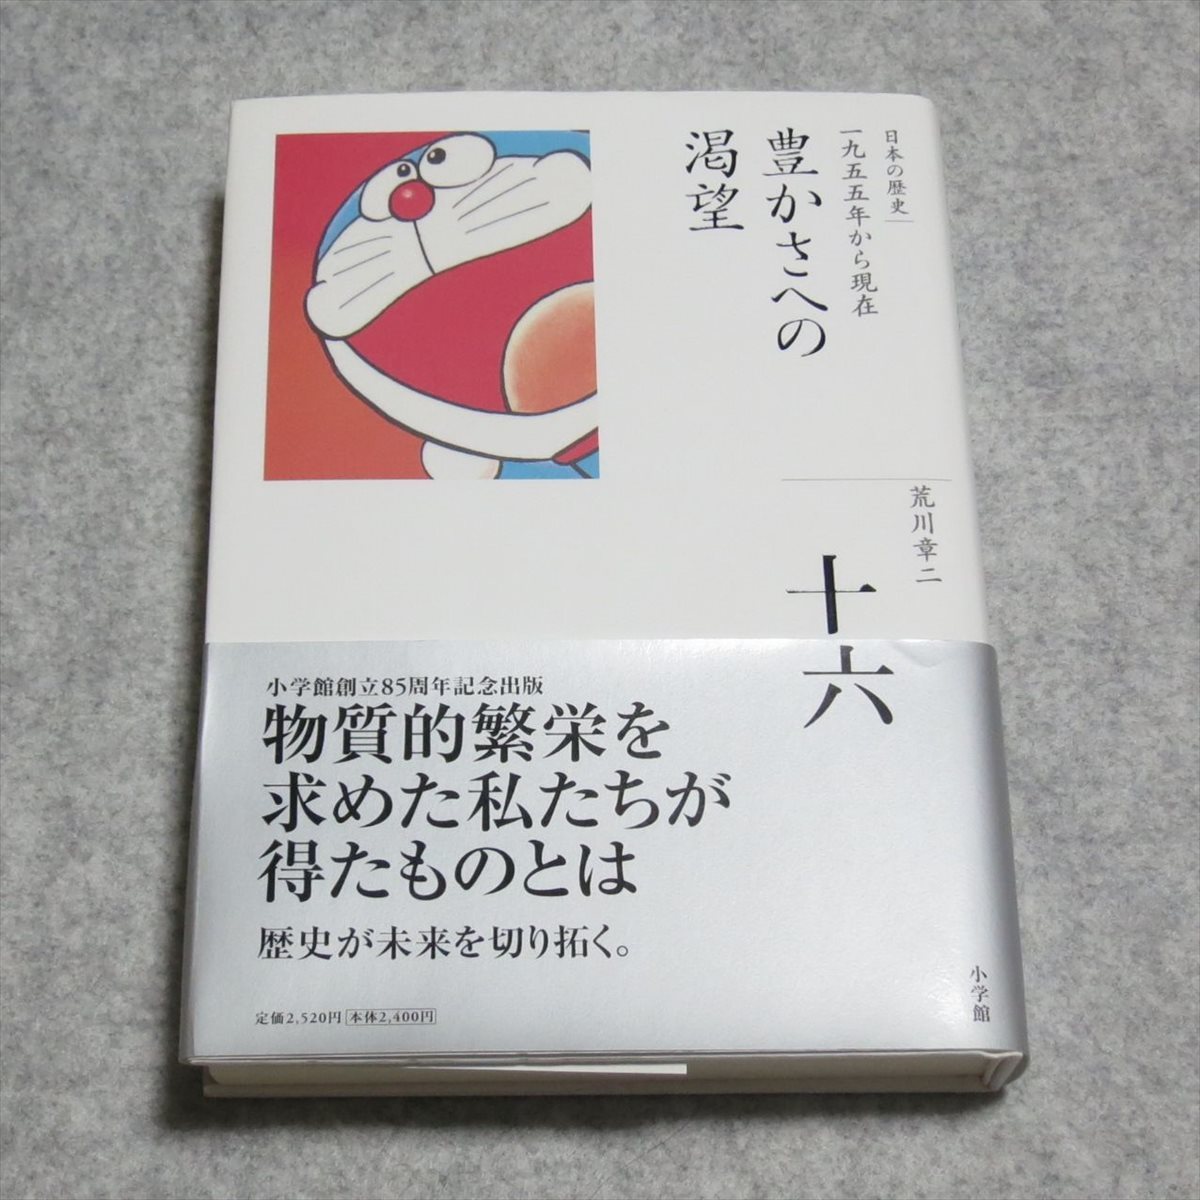 日本の歴史
一九五五年から現在
豊かさへの
渇望
荒川章二
十六
小学館創立85周年記念出版
物質的繁栄を
求めた私たちが
得たものとは
歴史が未来を切り拓く。
定価2,520円 本体2,400円
小学館